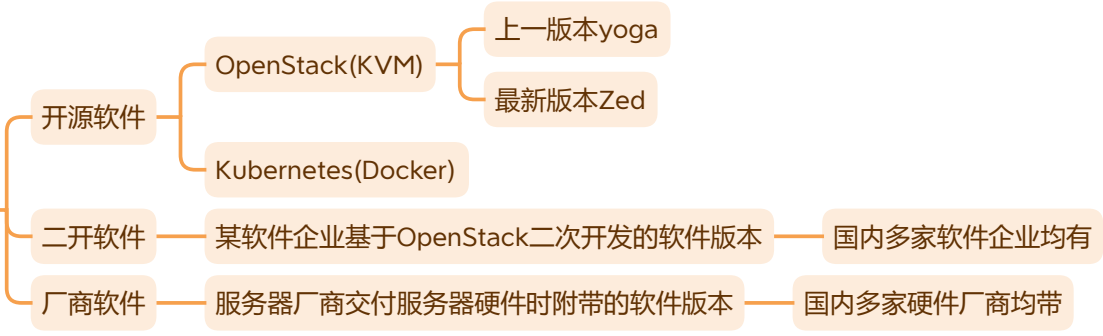 上一版本yoga
OpenStack(KVM)
最新版本Zed
开源软件
Kubernetes(Docker)
二开软件
某软件企业基于OpenStack二次开发的软件版本
国内多家软件企业均有
厂商软件
服务器厂商交付服务器硬件时附带的软件版本
国内多家硬件厂商均带